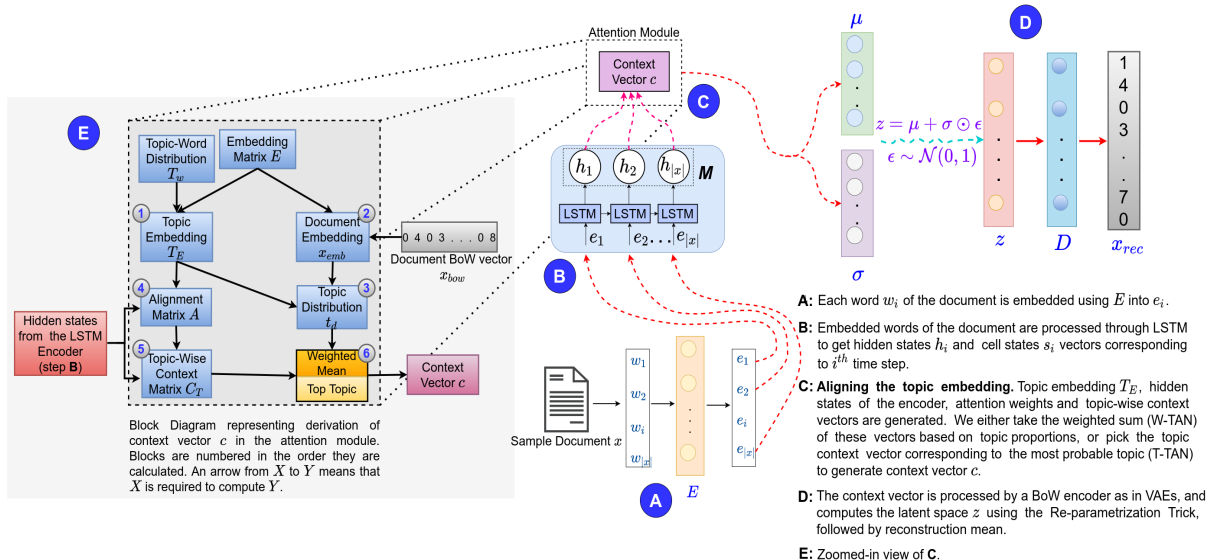 E
Topic-Word
Distribution
T_w
Embedding
Matrix E
1
Topic
Embedding
T_E
2
Document
Embedding
x_emb
0 4 0 3 . . . . 0 8
Document BoW vector
x_bow
4
Alignment
Matrix A
3
Topic
Distribution
t_d
Hidden states
from the LSTM
Encoder
(step B)
5
Topic-Wise
Context
Matrix C_T
6
Weighted
Mean
Top Topic
Context
Vector c
Block Diagram representing derivation of
context vector c in the attention module.
Blocks are numbered in the order they are
calculated. An arrow from X to Y means that
X is required to compute Y.
Attention Module
Context
Vector c
C
h_1
h_2
h_|x|
M
LSTM
LSTM
LSTM
e_1
e_2 . . . e_|x|
B
Sample Document x
w_1
w_2
w_i
w_|x|
E
e_1
e_2
e_i
e_|x|
A
μ
σ
z = μ + σ ⊙ ϵ
ϵ ∼ N(0, 1)
D
z
D
1
4
0
3
.
.
7
0
x_rec
A: Each word w_i of the document is embedded using E into e_i.
B: Embedded words of the document are processed through LSTM
to get hidden states h_i and cell states s_i vectors corresponding
to i^th time step.
C: Aligning the topic embedding. Topic embedding T_E, hidden
states of the encoder, attention weights and topic-wise context
vectors are generated. We either take the weighted sum (W-TAN)
of these vectors based on topic proportions, or pick the topic
context vector corresponding to the most probable topic (T-TAN)
to generate context vector c.
D: The context vector is processed by a BoW encoder as in VAEs, and
computes the latent space z using the Re-parametrization Trick,
followed by reconstruction mean.
E: Zoomed-in view of C.